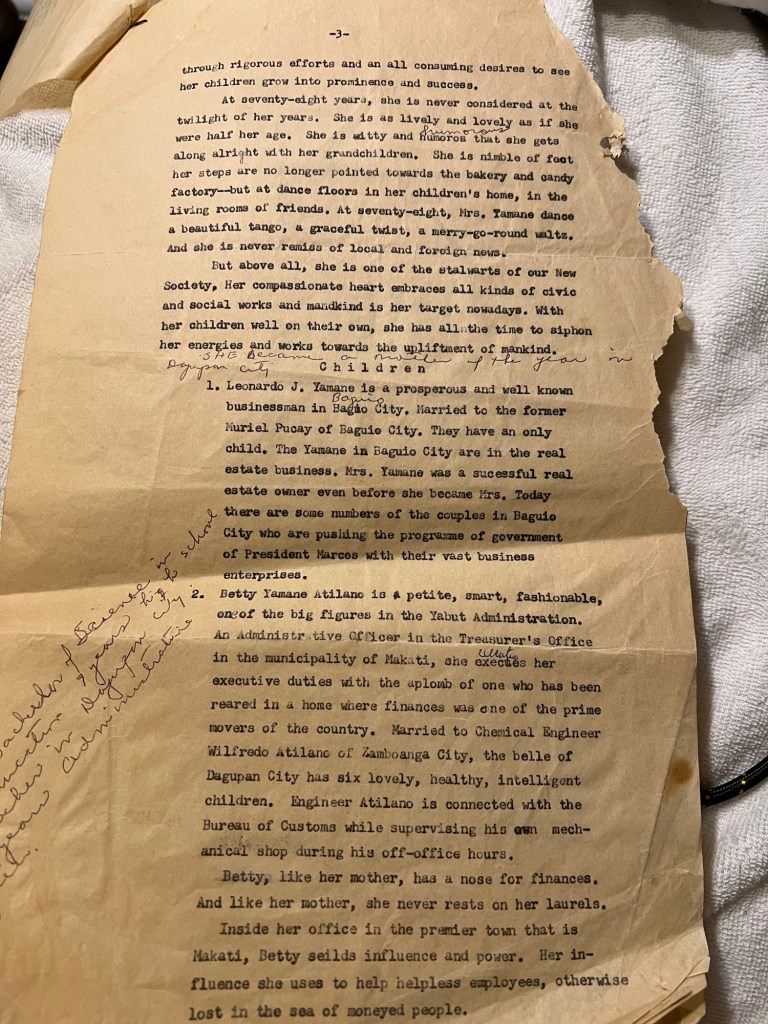 -3-
through rigorous efforts and an all consuming desires to see
her children grow into prominence and success.
At seventy-eight years, she is never considered at the
twilight of her years. She is as lively and lovely as if she
humorous
were half her age. She is witty and humoros that she gets
along alright with her grandchildren. She is nimble of foot
her steps are no longer pointed towards the bakery and candy
factory--but at dance floors in her children's home, in the
living rooms of friends. At seventy-eight, Mrs. Yamane dance
a beautiful tango, a graceful twist, a merry-go-round waltz.
And she is never remiss of local and foreign news.
But above all, she is one of the stalwarts of our New
Society, Her compassionate heart embraces all kinds of civic
and social works and mandkind is her target nowadays. With
her children well on their own, she has allnthe time to siphon
her energies and works towards the upliftment of mankind.
SHE Became a mother of the year in
Dagupan city
Children
1. Leonardo J. Yamane is a prosperous and well known
Baguio
businessman in Baguio City. Married to the former
Muriel Pucay of Baguio City. They have an only
child. The Yamane in Baguio City are in the real
estate business. Mrs. Yamane was a sucessful real
estate owner even before she became Mrs. Today
there are some numbers of the couples in Baguio
City who are pushing the programme of government
of President Marcos with their vast business
enterprises.
2. Betty Yamane Atilano is a petite, smart, fashionable,
one of the big figures in the Yabut Administration.
An Administrative Officer in the Treasurer's Office
in the municipality of Makati, she exectes her
executive duties with the aplomb of one who has been
reared in a home where finances was one of the prime
movers of the country. Married to Chemical Engineer
Wilfredo Atilano of Zamboanga City, the belle of
Dagupan City has six lovely, healthy, intelligent
children. Engineer Atilano is connected with the
Bureau of Customs while supervising his own mech-
anical shop during his off-office hours.
Betty, like her mother, has a nose for finances.
And like her mother, she never rests on her laurels.
Inside her office in the premier town that is
Makati, Betty seilds influence and power. Her in-
fluence she uses to help helpless employees, otherwise
lost in the sea of moneyed people.
Bachelor of Science in
years high school
in Dagupan city.
years Administrative